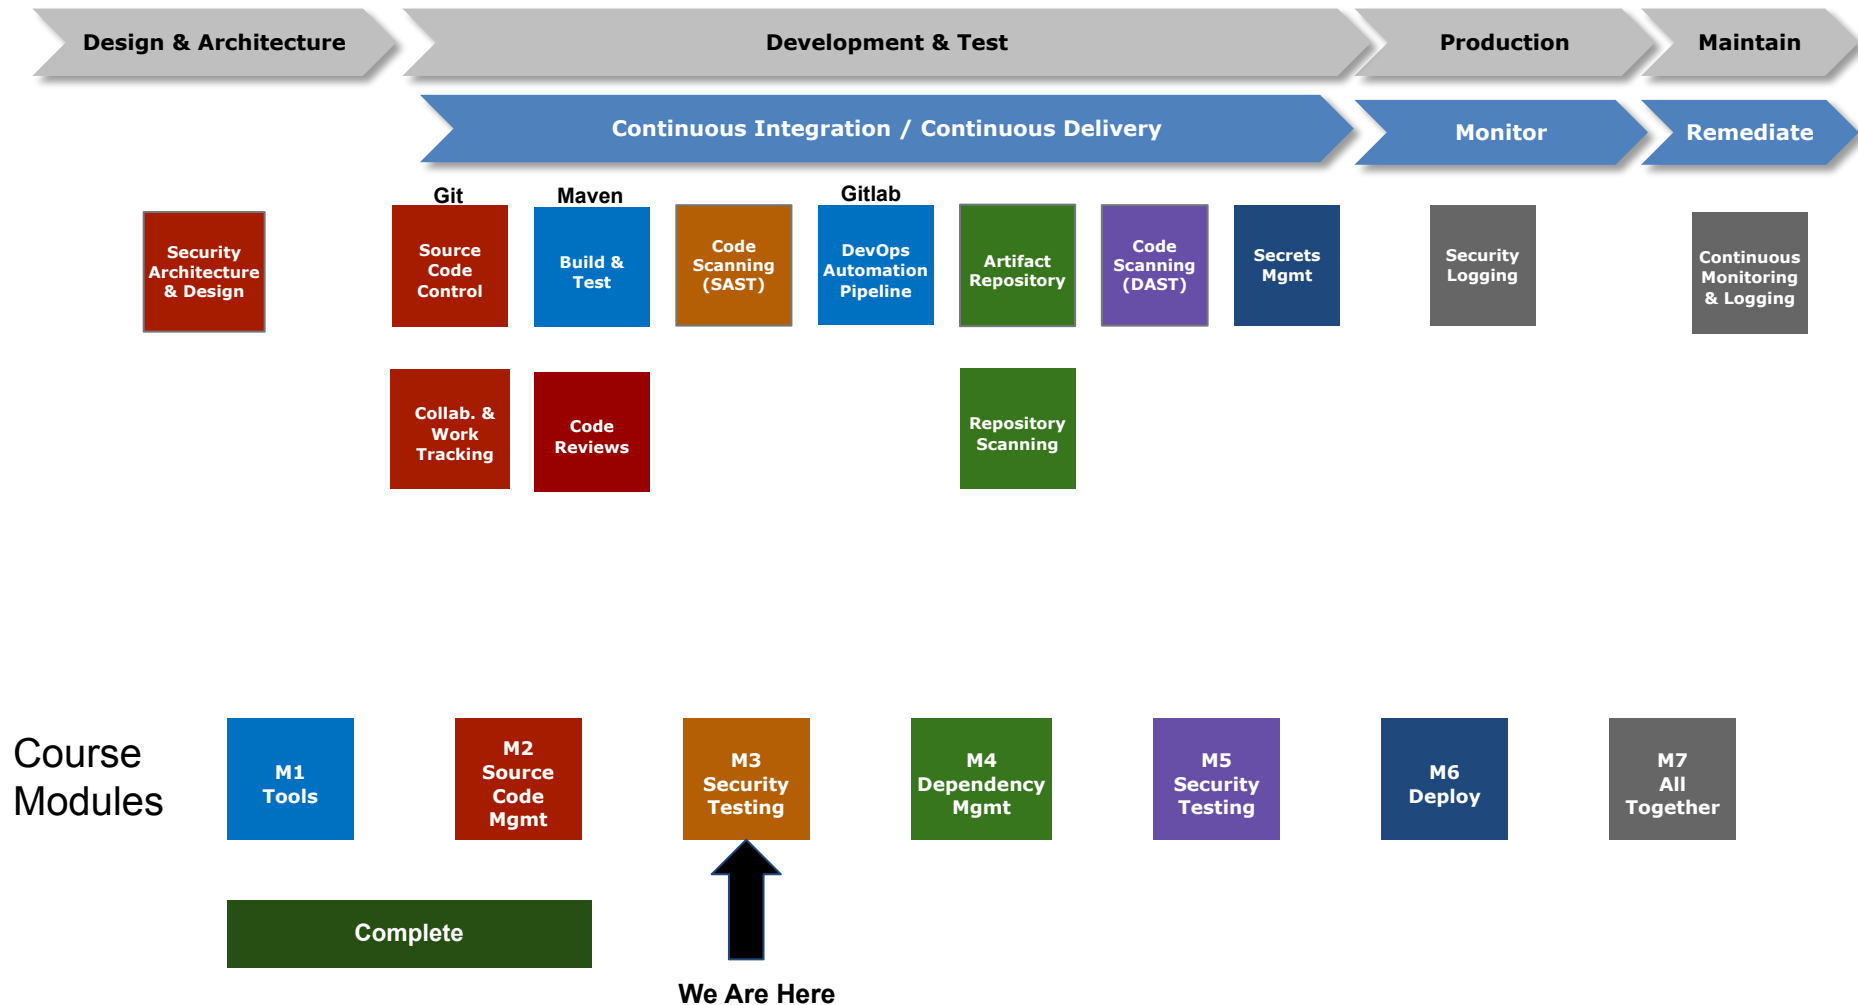 Design & Architecture
Development & Test
Production
Maintain
Continuous Integration / Continuous Delivery
Monitor
Remediate
Git
Maven
Gitlab
Security
Architecture
& Design
Source
Code
Control
Build &
Test
Code
Scanning
(SAST)
DevOps
Automation
Pipeline
Artifact
Repository
Code
Scanning
(DAST)
Secrets
Mgmt
Security
Logging
Continuous
Monitoring
& Logging
Collab. &
Work
Tracking
Code
Reviews
Repository
Scanning
Course
Modules
M1
Tools
M2
Source
Code
Mgmt
M3
Security
Testing
M4
Dependency
Mgmt
M5
Security
Testing
M6
Deploy
M7
All
Together
Complete
We Are Here